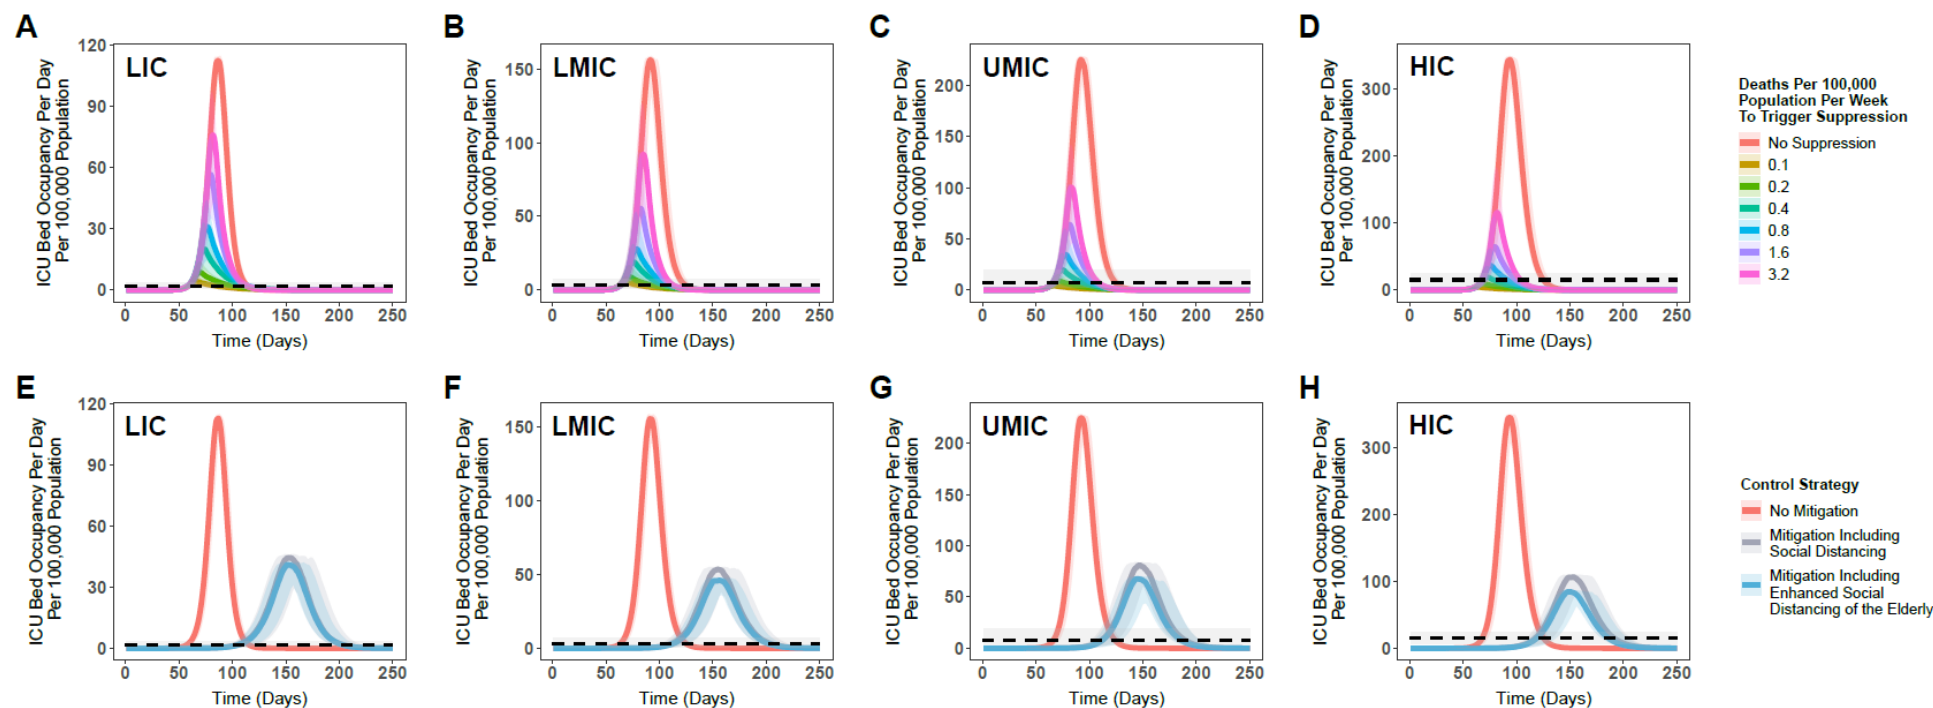 A
LIC
ICU Bed Occupancy Per Day
Per 100,000 Population
120
90
60
30
0
0 50 100 150 200 250
Time (Days)
B
LMIC
ICU Bed Occupancy Per Day
Per 100,000 Population
150
100
50
0
0 50 100 150 200 250
Time (Days)
C
UMIC
ICU Bed Occupancy Per Day
Per 100,000 Population
200
150
100
50
0
0 50 100 150 200 250
Time (Days)
D
HIC
ICU Bed Occupancy Per Day
Per 100,000 Population
300
200
100
0
0 50 100 150 200 250
Time (Days)
Deaths Per 100,000
Population Per Week
To Trigger Suppression
No Suppression
0.1
0.2
0.4
0.8
1.6
3.2
E
LIC
ICU Bed Occupancy Per Day
Per 100,000 Population
120
90
60
30
0
0 50 100 150 200 250
Time (Days)
F
LMIC
ICU Bed Occupancy Per Day
Per 100,000 Population
150
100
50
0
0 50 100 150 200 250
Time (Days)
G
UMIC
ICU Bed Occupancy Per Day
Per 100,000 Population
200
150
100
50
0
0 50 100 150 200 250
Time (Days)
H
HIC
ICU Bed Occupancy Per Day
Per 100,000 Population
300
200
100
0
0 50 100 150 200 250
Time (Days)
Control Strategy
No Mitigation
Mitigation Including
Social Distancing
Mitigation Including
Enhanced Social
Distancing of the Elderly